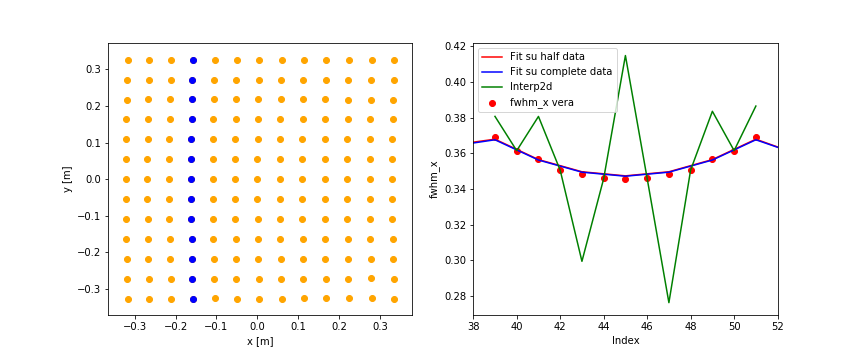 0.3
0.2
0.1
0.0
−0.1
−0.2
−0.3
y [m]
−0.3 −0.2 −0.1 0.0 0.1 0.2 0.3
x [m]
0.42
0.40
0.38
0.36
0.34
0.32
0.30
0.28
fwhm_x
Fit su half data
Fit su complete data
Interp2d
fwhm_x vera
38 40 42 44 46 48 50 52
Index